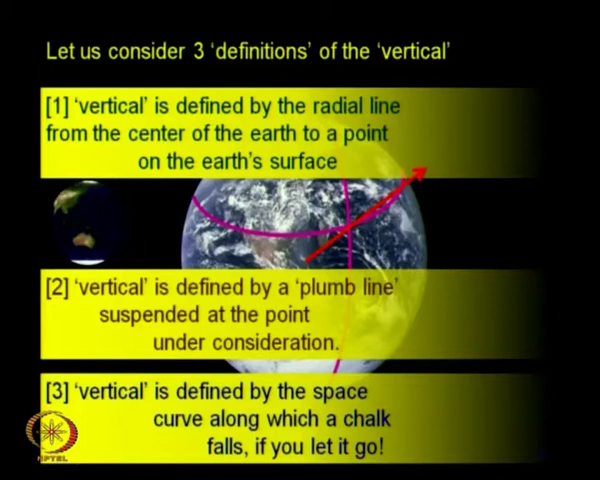 Let us consider 3 'definitions' of the 'vertical'
[1] 'vertical' is defined by the radial line
from the center of the earth to a point
on the earth's surface
[2] 'vertical' is defined by a 'plumb line'
suspended at the point
under consideration.
[3] 'vertical' is defined by the space
curve along which a chalk
falls, if you let it go!
NPTEL